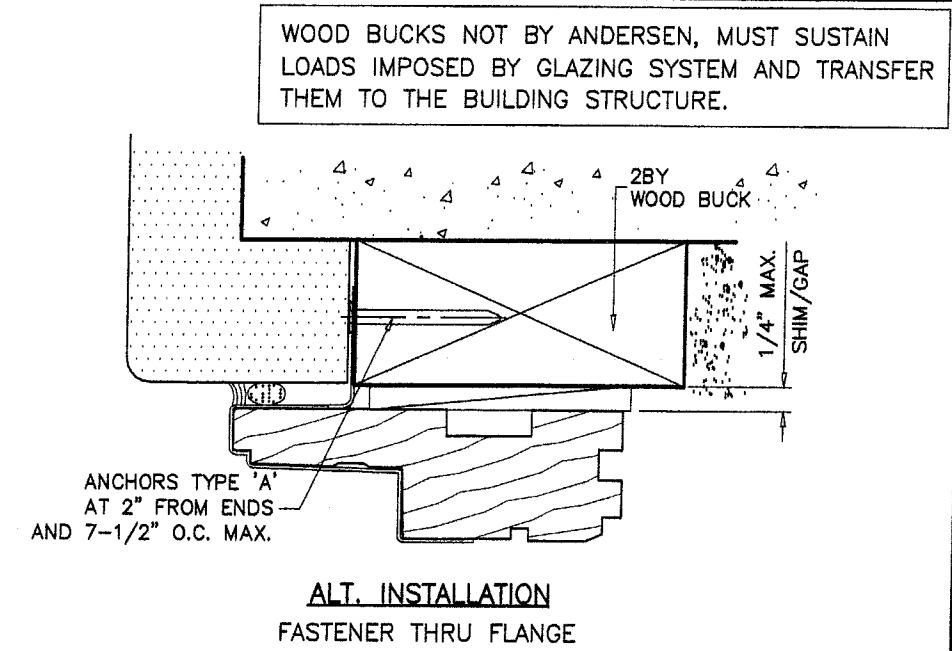 WOOD BUCKS NOT BY ANDERSEN, MUST SUSTAIN
LOADS IMPOSED BY GLAZING SYSTEM AND TRANSFER
THEM TO THE BUILDING STRUCTURE.
2BY
WOOD BUCK
1/4" MAX.
SHIM/GAP
ANCHORS TYPE 'A'
AT 2" FROM ENDS
AND 7-1/2" O.C. MAX.
ALT. INSTALLATION
FASTENER THRU FLANGE